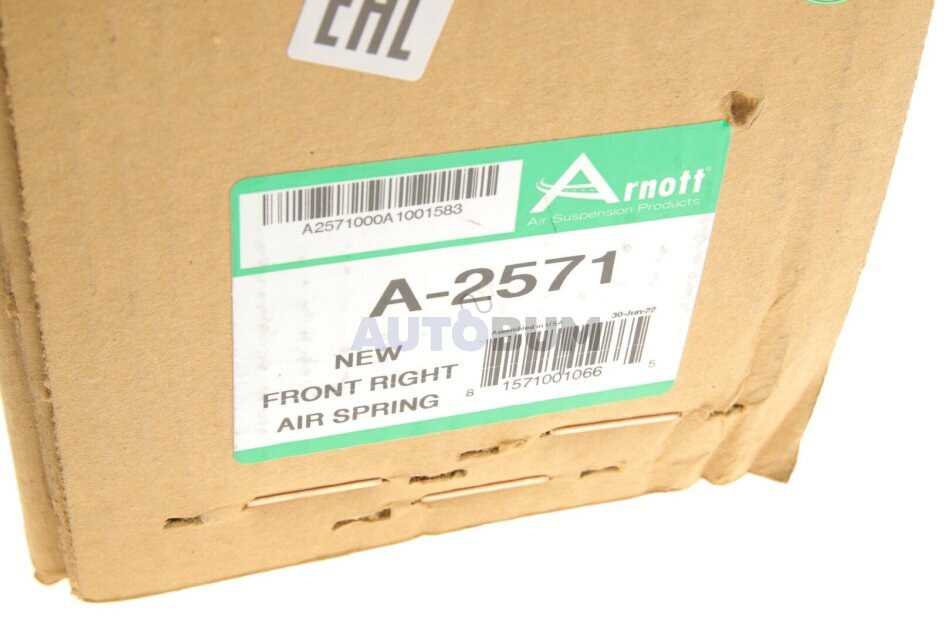 EAC
Arnott®
Air Suspension Products
A2571000A1001583
A-2571
30-Jun-22
Assembled in USA
AUTOBUM
NEW
FRONT RIGHT
AIR SPRING
8 1571001066 5